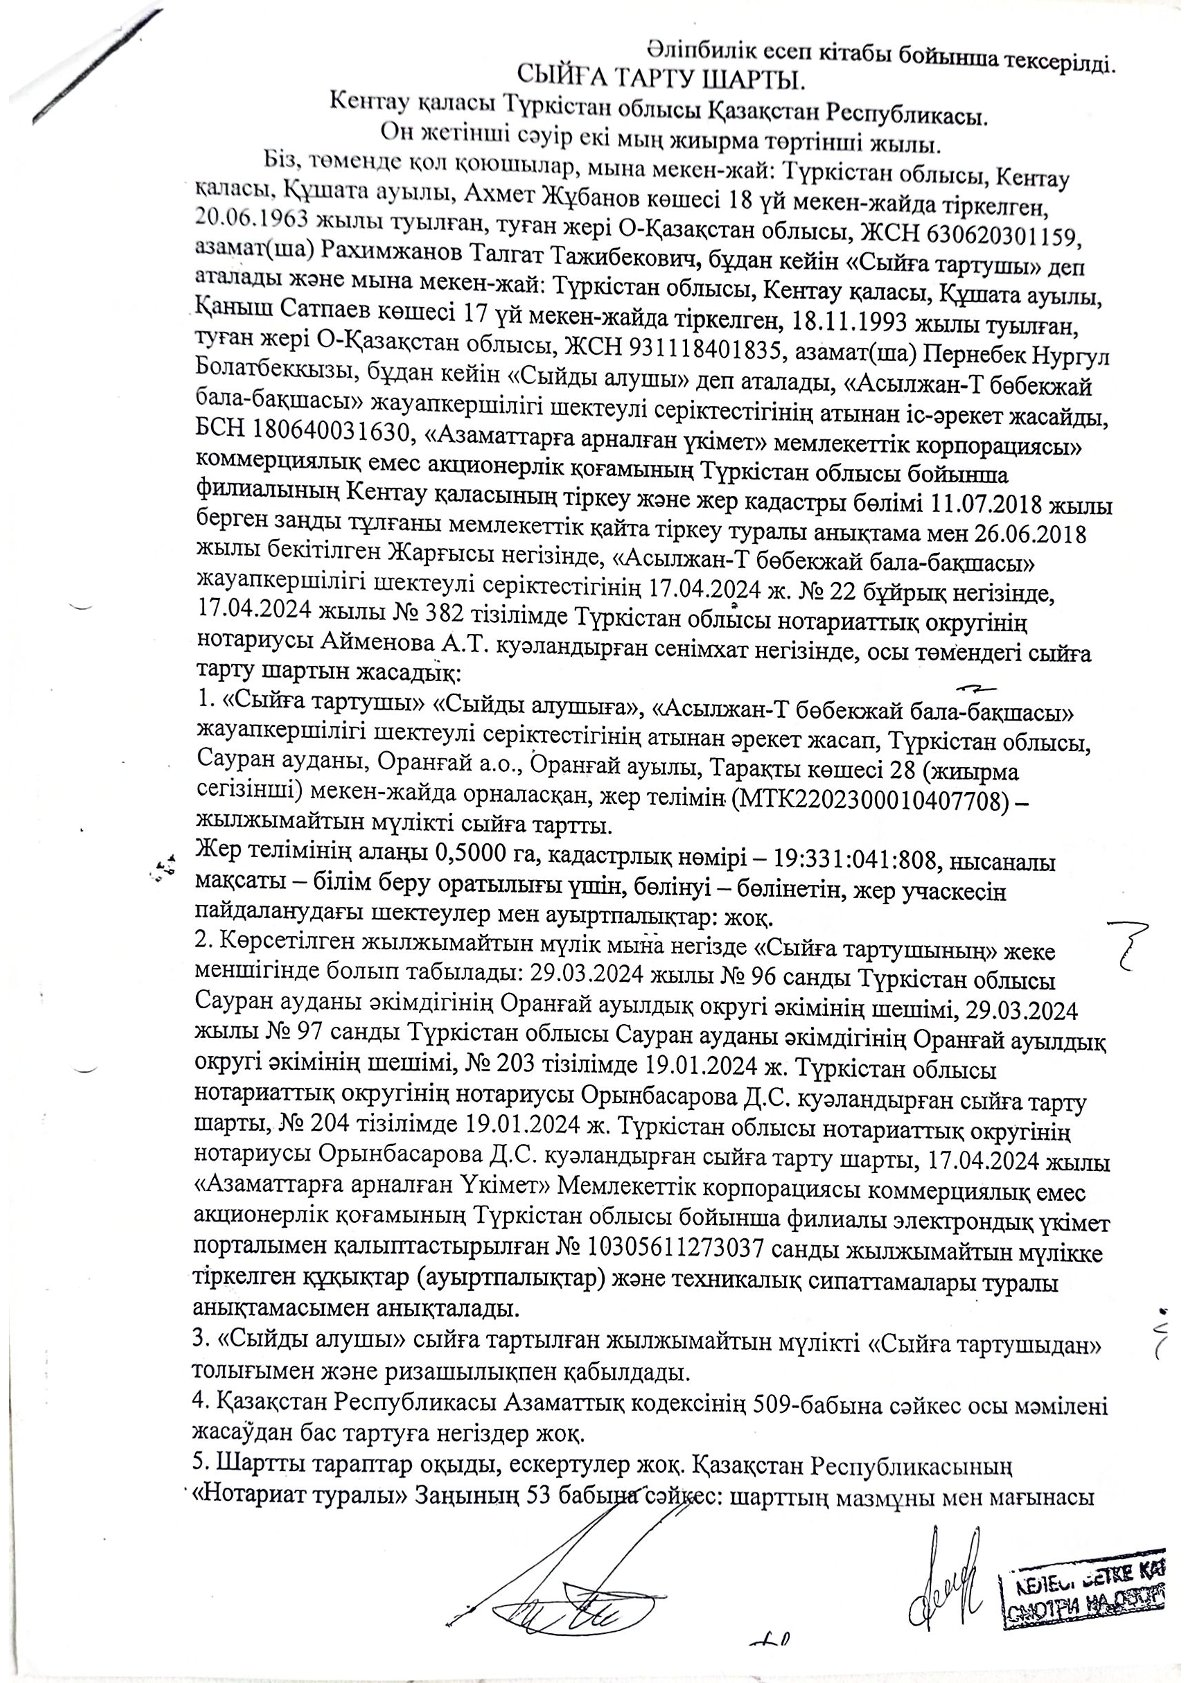 Әліпбилік есеп кітабы бойынша тексерілді.
СЫЙҒА ТАРТУ ШАРТЫ.
Кентау қаласы Түркістан облысы Қазақстан Республикасы.
Он жетінші сәуір екі мың жиырма төртінші жылы.
Біз, төменде қол қоюшылар, мына мекен-жай: Түркістан облысы, Кентау
қаласы, Құшата ауылы, Ахмет Жұбанов көшесі 18 үй мекен-жайда тіркелген,
20.06.1963 жылы туылған, туған жері О-Қазақстан облысы, ЖСН 630620301159,
азамат(ша) Рахимжанов Талгат Тажибекович, бұдан кейін «Сыйға тартушы» деп
аталады және мына мекен-жай: Түркістан облысы, Кентау қаласы, Құшата ауылы,
Қаныш Сатпаев көшесі 17 үй мекен-жайда тіркелген, 18.11.1993 жылы туылған,
туған жері О-Қазақстан облысы, ЖСН 931118401835, азамат(ша) Пернебек Нургул
Болатбеккызы, бұдан кейін «Сыйды алушы» деп аталады, «Асылжан-Т бөбекжай
бала-бақшасы» жауапкершілігі шектеулі серіктестігінің атынан іс-әрекет жасайды,
БСН 180640031630, «Азаматтарға арналған үкімет» мемлекеттік корпорациясы»
коммерциялық емес акционерлік қоғамының Түркістан облысы бойынша
филиалының Кентау қаласының тіркеу және жер кадастры бөлімі 11.07.2018 жылы
берген заңды тұлғаны мемлекеттік қайта тіркеу туралы анықтама мен 26.06.2018
жылы бекітілген Жарғысы негізінде, «Асылжан-Т бөбекжай бала-бақшасы»
жауапкершілігі шектеулі серіктестігінің 17.04.2024 ж. № 22 бұйрық негізінде,
17.04.2024 жылы № 382 тізілімде Түркістан облысы нотариаттық округінің
нотариусы Айменова А.Т. куәландырған сенімхат негізінде, осы төмендегі сыйға
тарту шартын жасадық:
1. «Сыйға тартушы» «Сыйды алушыға», «Асылжан-Т бөбекжай бала-бақшасы»
жауапкершілігі шектеулі серіктестігінің атынан әрекет жасап, Түркістан облысы,
Сауран ауданы, Оранғай а.о., Оранғай ауылы, Тарақты көшесі 28 (жиырма
сегізінші) мекен-жайда орналасқан, жер телімін (МТК2202300010407708) –
жылжымайтын мүлікті сыйға тартты.
Жер телімінің алаңы 0,5000 га, кадастрлық нөмірі – 19:331:041:808, нысаналы
мақсаты – білім беру оратылығы үшін, бөлінуі – бөлінетін, жер учаскесін
пайдаланудағы шектеулер мен ауыртпалықтар: жоқ.
2. Көрсетілген жылжымайтын мүлік мына негізде «Сыйға тартушының» жеке
меншігінде болып табылады: 29.03.2024 жылы № 96 санды Түркістан облысы
Сауран ауданы әкімдігінің Оранғай ауылдық округі әкімінің шешімі, 29.03.2024
жылы № 97 санды Түркістан облысы Сауран ауданы әкімдігінің Оранғай ауылдық
округі әкімінің шешімі, № 203 тізілімде 19.01.2024 ж. Түркістан облысы
нотариаттық округінің нотариусы Орынбасарова Д.С. куәландырған сыйға тарту
шарты, № 204 тізілімде 19.01.2024 ж. Түркістан облысы нотариаттық округінің
нотариусы Орынбасарова Д.С. куәландырған сыйға тарту шарты, 17.04.2024 жылы
«Азаматтарға арналған Үкімет» Мемлекеттік корпорациясы коммерциялық емес
акционерлік қоғамының Түркістан облысы бойынша филиалы электрондық үкімет
порталымен қалыптастырылған № 10305611273037 санды жылжымайтын мүлікке
тіркелген құқықтар (ауыртпалықтар) және техникалық сипаттамалары туралы
анықтамасымен анықталады.
3. «Сыйды алушы» сыйға тартылған жылжымайтын мүлікті «Сыйға тартушыдан»
толығымен және ризашылықпен қабылдады.
4. Қазақстан Республикасы Азаматтық кодексінің 509-бабына сәйкес осы мәмілені
жасаудан бас тартуға негіздер жоқ.
5. Шартты тараптар оқыды, ескертулер жоқ. Қазақстан Республикасының
«Нотариат туралы» Заңының 53 бабына сәйкес: шарттың мазмұны мен мағынасы
КЕЛЕСІ БЕТКЕ ҚАР
СМОТРИ НА ОБОР